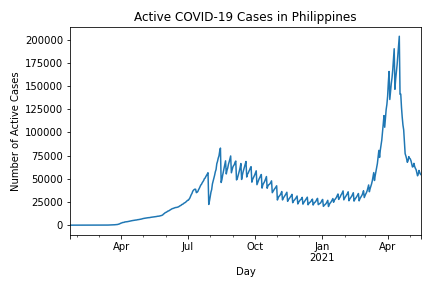 Active COVID-19 Cases in Philippines
Number of Active Cases
200000
175000
150000
125000
100000
75000
50000
25000
0
Apr
Jul
Oct
Jan
2021
Apr
Day